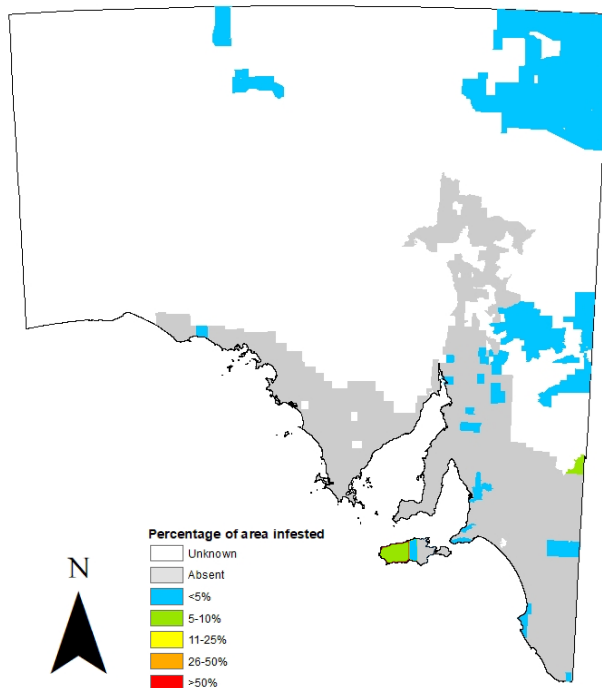 Percentage of area infested
Unknown
Absent
<5%
5-10%
11-25%
26-50%
>50%
N